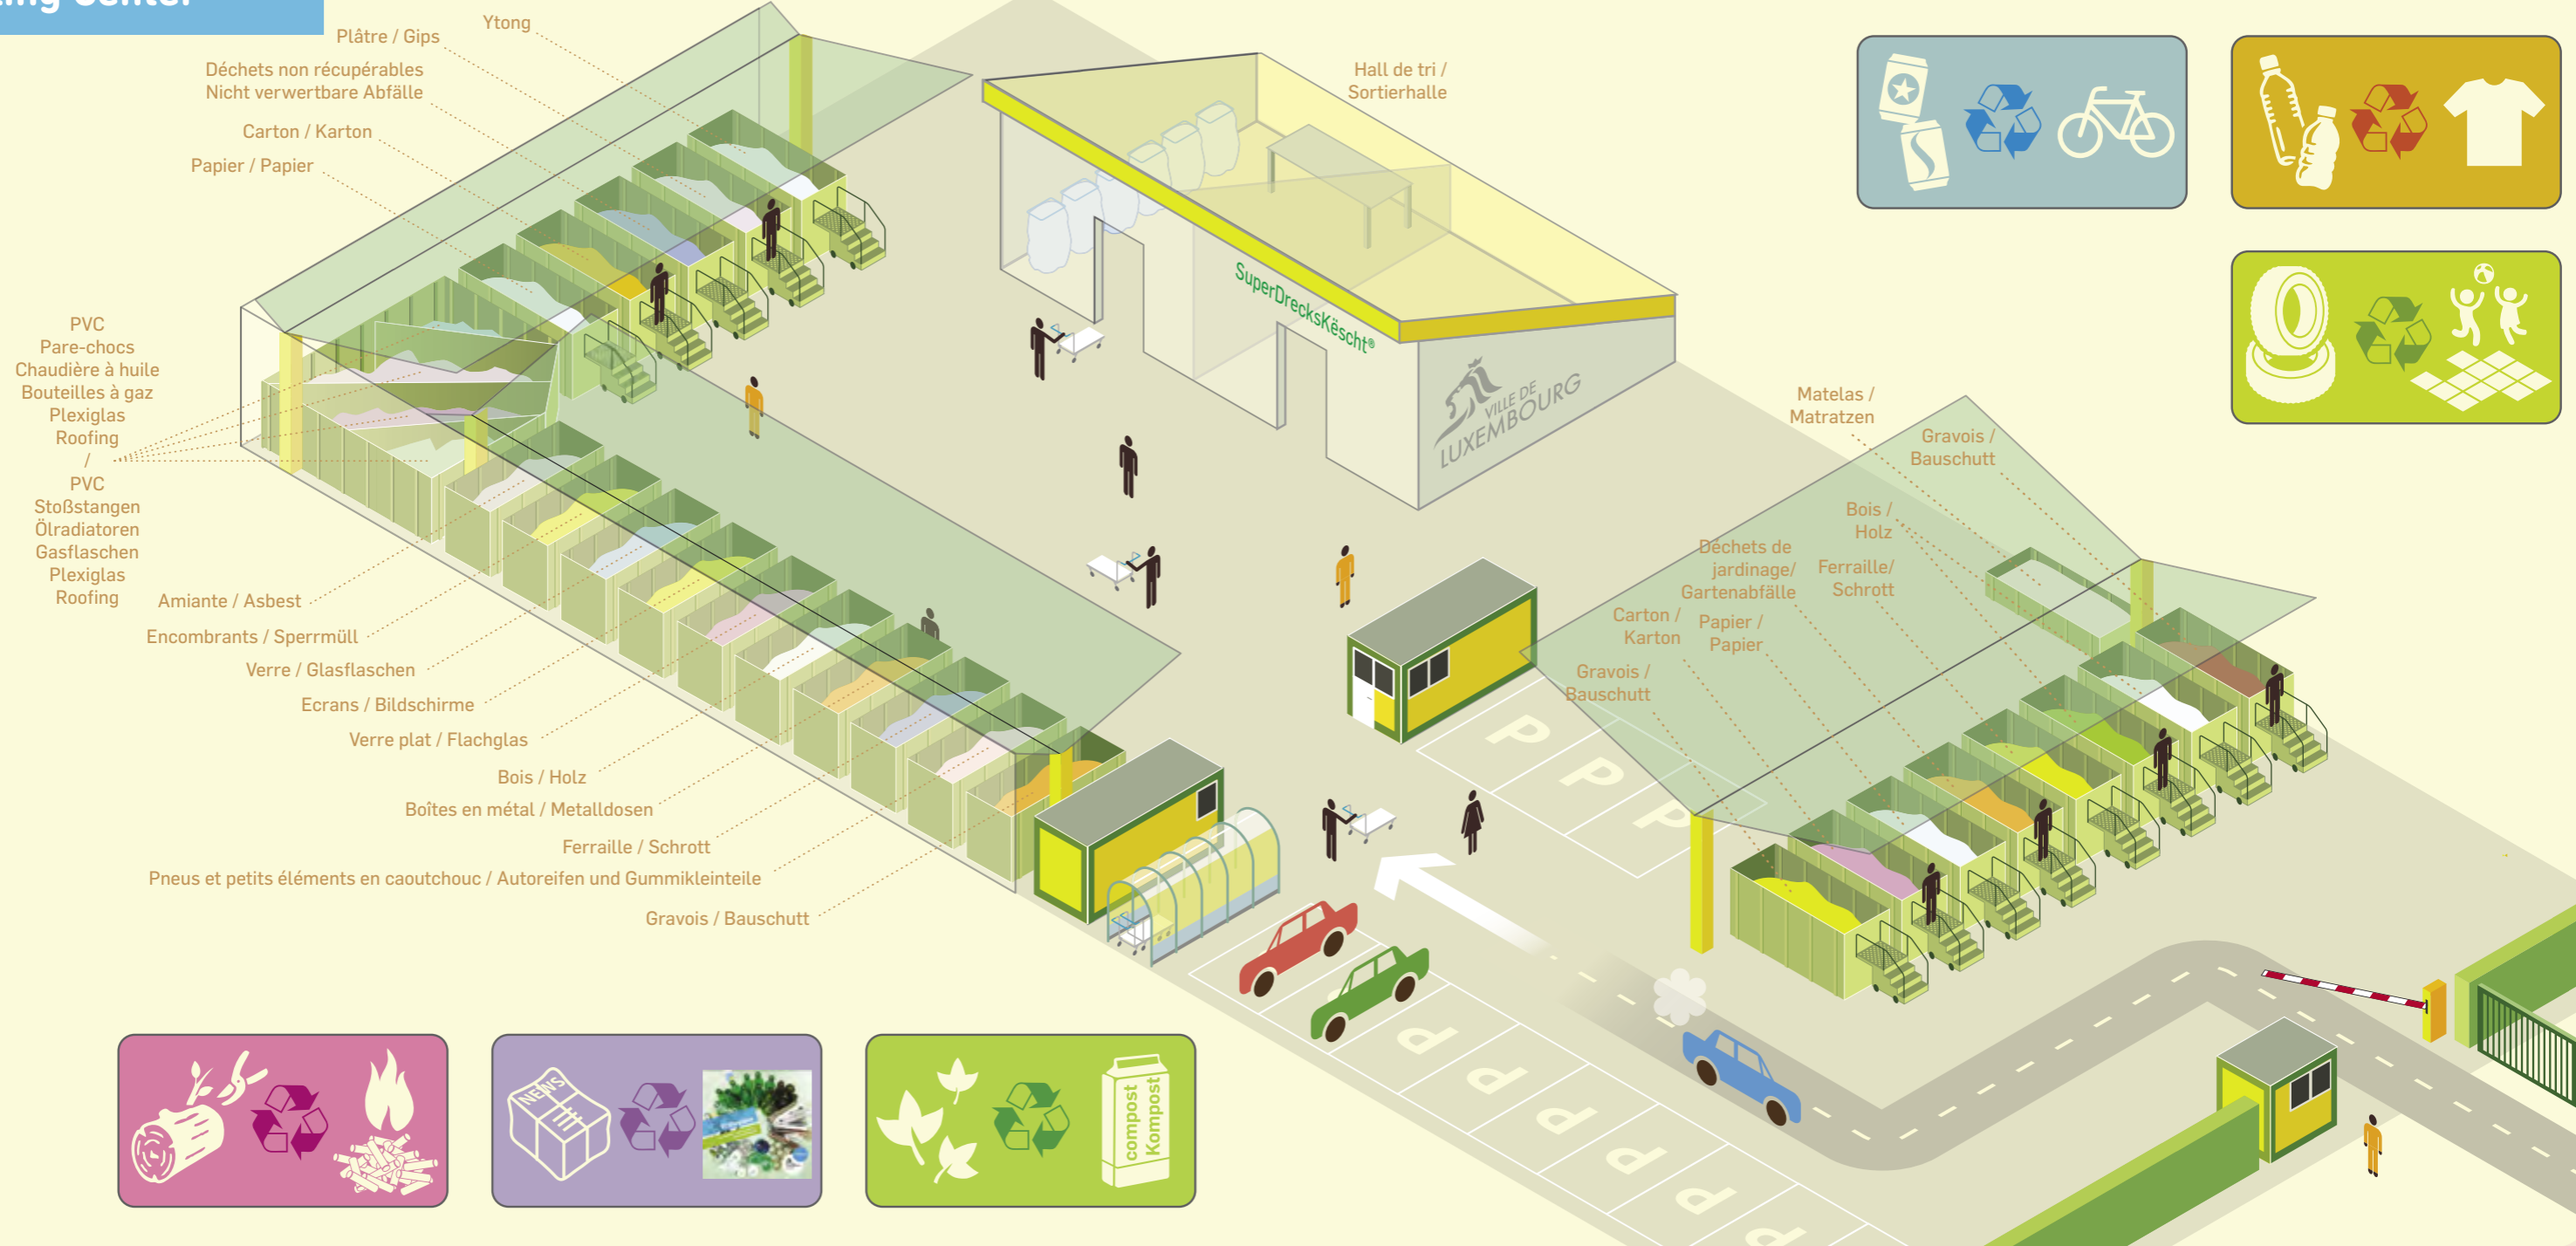 Center
Ytong
Plâtre / Gips
Déchets non récupérables
Nicht verwertbare Abfälle
Carton / Karton
Papier / Papier
PVC
Pare-chocs
Chaudière à huile
Bouteilles à gaz
Plexiglas
Roofing
/
PVC
Stoßstangen
Ölradiatoren
Gasflaschen
Plexiglas
Roofing
Amiante / Asbest
Encombrants / Sperrmüll
Verre / Glasflaschen
Ecrans / Bildschirme
Verre plat / Flachglas
Bois / Holz
Boîtes en métal / Metalldosen
Ferraille / Schrott
Pneus et petits éléments en caoutchouc / Autoreifen und Gummikleinteile
Gravois / Bauschutt
Hall de tri /
Sortierhalle
SuperDrecksKëscht®
VILLE DE
LUXEMBOURG
Matelas /
Matratzen
Gravois /
Bauschutt
Bois /
Holz
Ferraille/
Schrott
Déchets de
jardinage/
Gartenabfälle
Papier /
Papier
Carton /
Karton
Gravois /
Bauschutt
P
P
P
P
P
P
P
P
P
NEWS
compost
Kompost